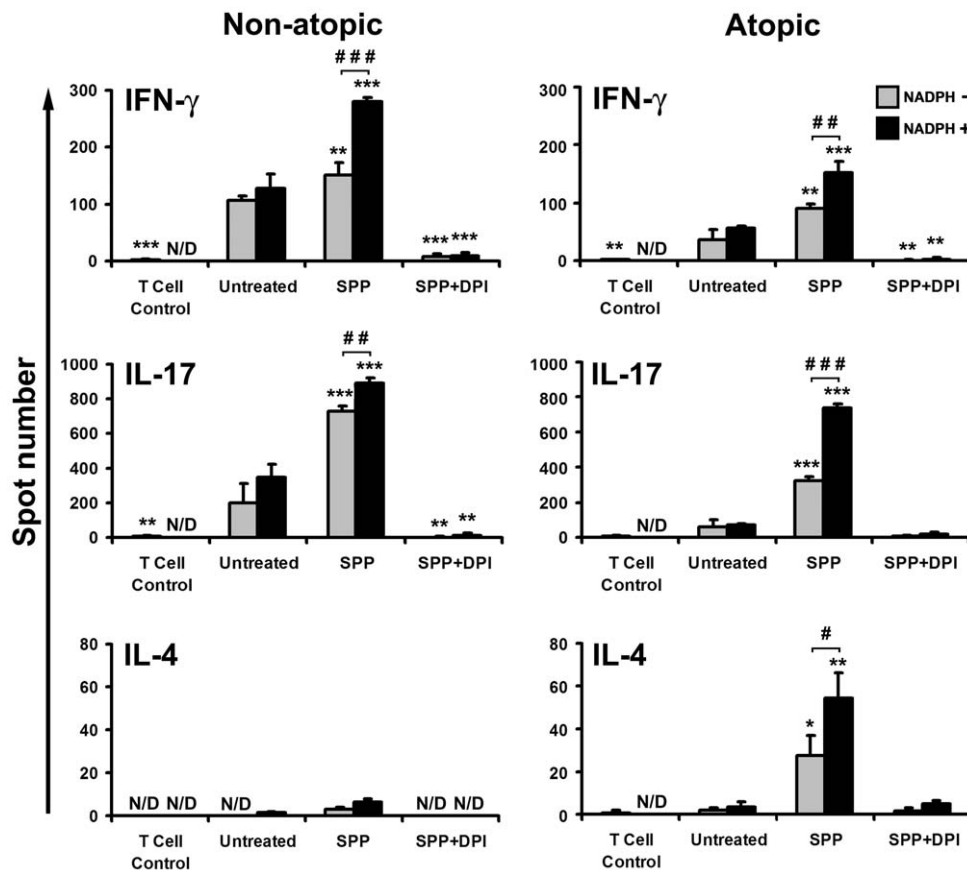 Non-atopic
Atopic
Spot number
IFN-γ
# # #
***
**
300
200
100
0
***
N/D
*** ***
T Cell Control
Untreated
SPP
SPP+DPI
IFN-γ
NADPH -
NADPH +
# #
***
**
300
200
100
0
**
N/D
** **
T Cell Control
Untreated
SPP
SPP+DPI
IL-17
# #
***
***
1000
800
600
400
200
0
**
N/D
** **
T Cell Control
Untreated
SPP
SPP+DPI
IL-17
# # #
***
***
1000
800
600
400
200
0
N/D
T Cell Control
Untreated
SPP
SPP+DPI
IL-4
80
60
40
20
0
N/D N/D
N/D
N/D N/D
T Cell Control
Untreated
SPP
SPP+DPI
IL-4
#
**
*
80
60
40
20
0
N/D
T Cell Control
Untreated
SPP
SPP+DPI